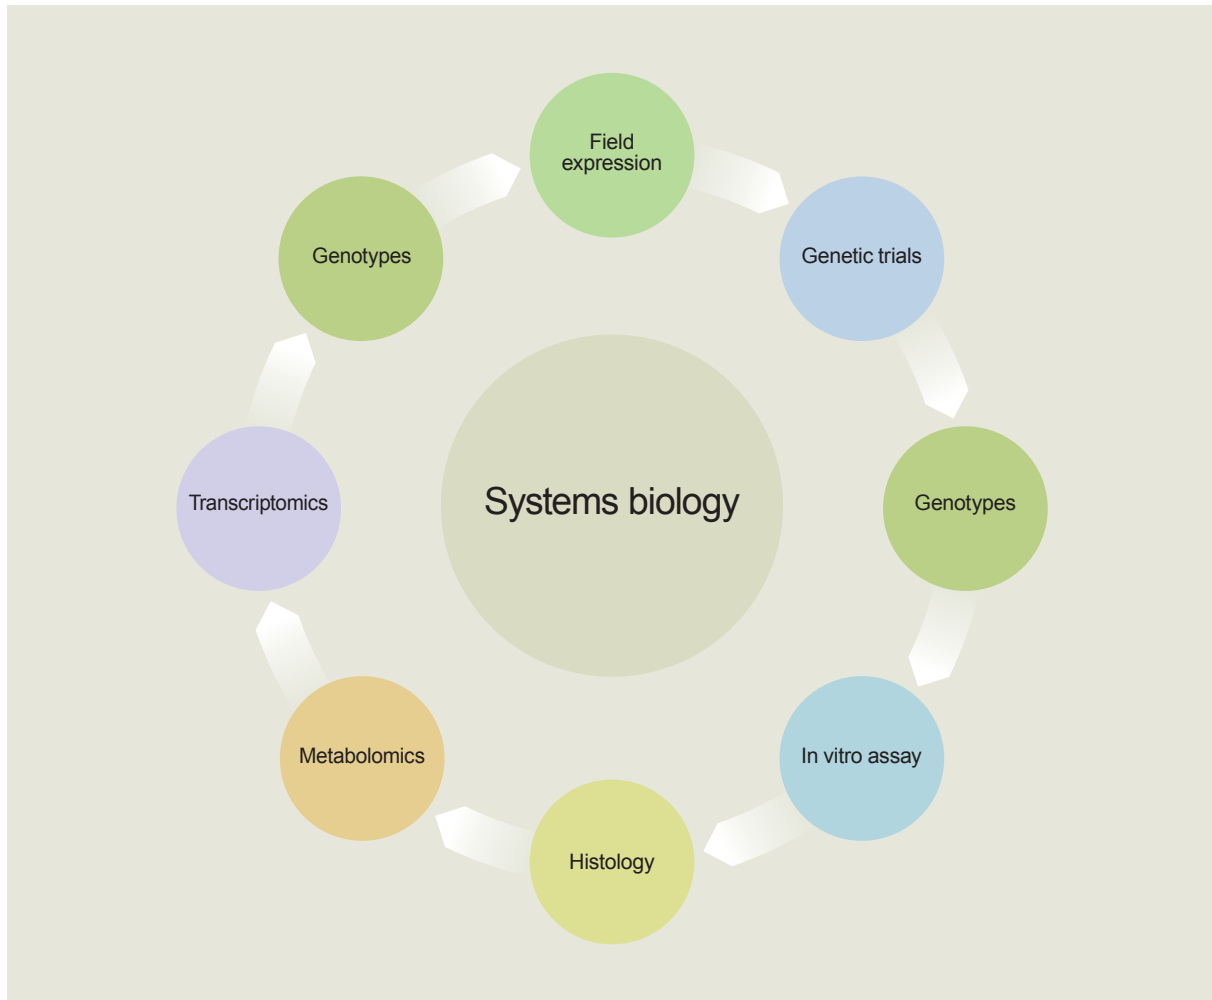 Field
expression
Genotypes
Genetic trials
Transcriptomics
Systems biology
Genotypes
Metabolomics
In vitro assay
Histology